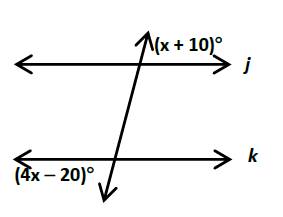 (x + 10)°
j
k
(4x – 20)°